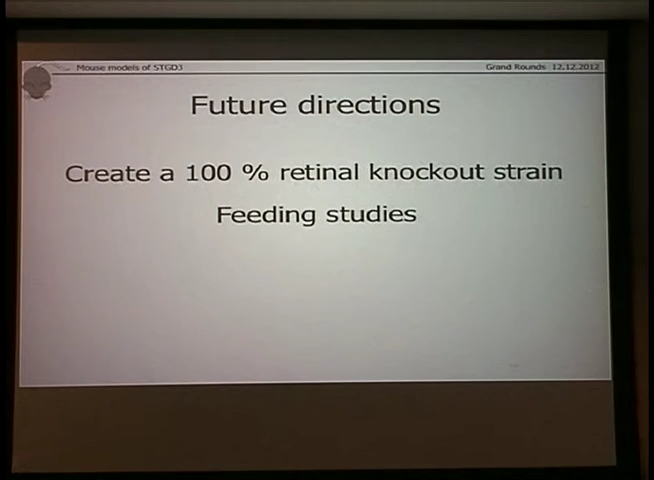 Mouse models of STGD3
Grand Rounds 12.12.2012
Future directions
Create a 100 % retinal knockout strain
Feeding studies